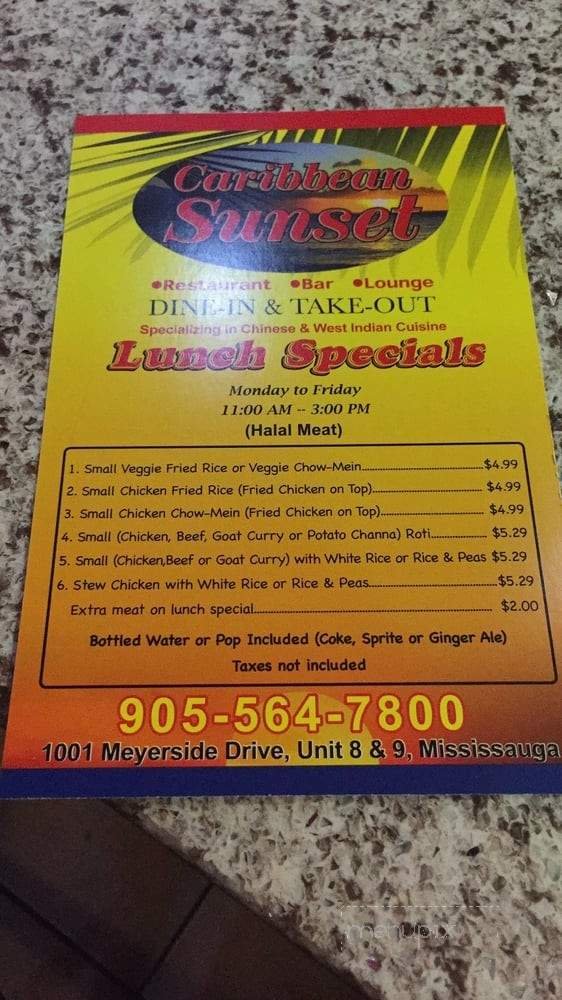 Caribbean
Sunset
•Restaurant •Bar •Lounge
DINE-IN & TAKE-OUT
Specializing in Chinese & West Indian Cuisine
Lunch Specials
Monday to Friday
11:00 AM -- 3:00 PM
(Halal Meat)
1. Small Veggie Fried Rice or Veggie Chow-Mein $4.99
2. Small Chicken Fried Rice (Fried Chicken on Top) $4.99
3. Small Chicken Chow-Mein (Fried Chicken on Top) $4.99
4. Small (Chicken, Beef, Goat Curry or Potato Channa) Roti $5.29
5. Small (Chicken,Beef or Goat Curry) with White Rice or Rice & Peas $5.29
6. Stew Chicken with White Rice or Rice & Peas $5.29
Extra meat on lunch special $2.00
Bottled Water or Pop Included (Coke, Sprite or Ginger Ale)
Taxes not included
905-564-7800
1001 Meyerside Drive, Unit 8 & 9, Mississauga
menupix